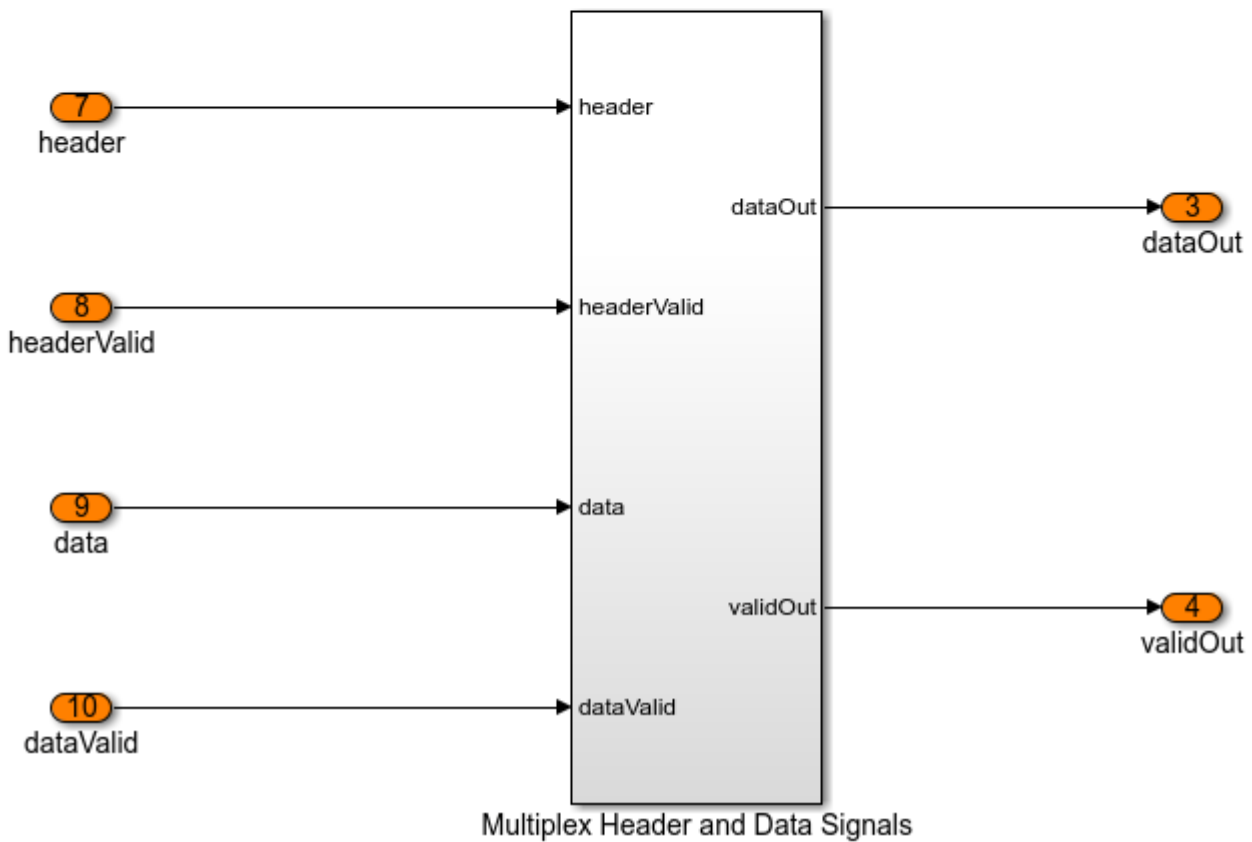 7
header
header
dataOut
3
dataOut
8
headerValid
headerValid
9
data
data
validOut
4
validOut
10
dataValid
dataValid
Multiplex Header and Data Signals